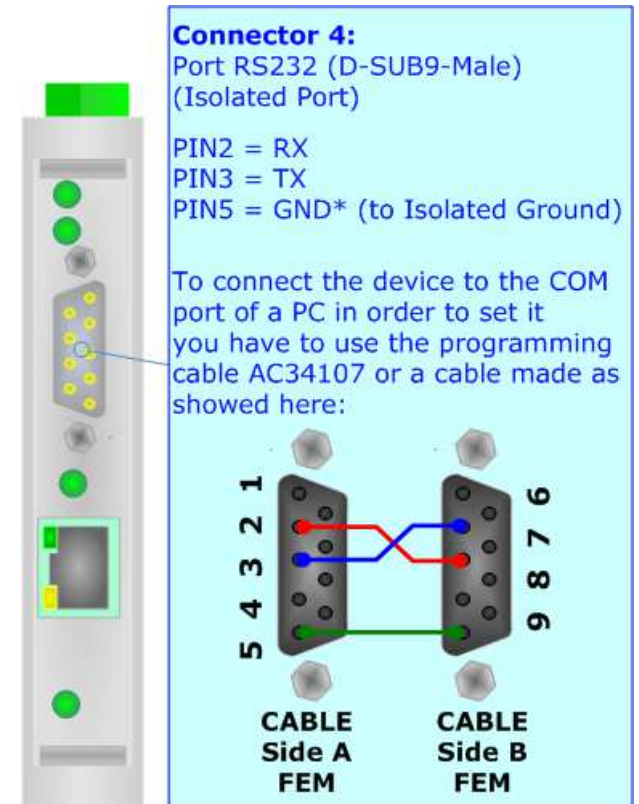 Connector 4:
Port RS232 (D-SUB9-Male)
(Isolated Port)
PIN2 = RX
PIN3 = TX
PIN5 = GND* (to Isolated Ground)
To connect the device to the COM
port of a PC in order to set it
you have to use the programming
cable AC34107 or a cable made as
showed here:
1
2
3
4
5
6
7
8
9
CABLE
Side A
FEM
CABLE
Side B
FEM